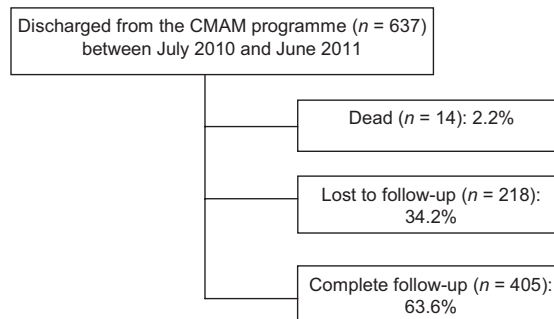 Discharged from the CMAM programme (n = 637)
between July 2010 and June 2011
Dead (n = 14): 2.2%
Lost to follow-up (n = 218):
34.2%
Complete follow-up (n = 405):
63.6%